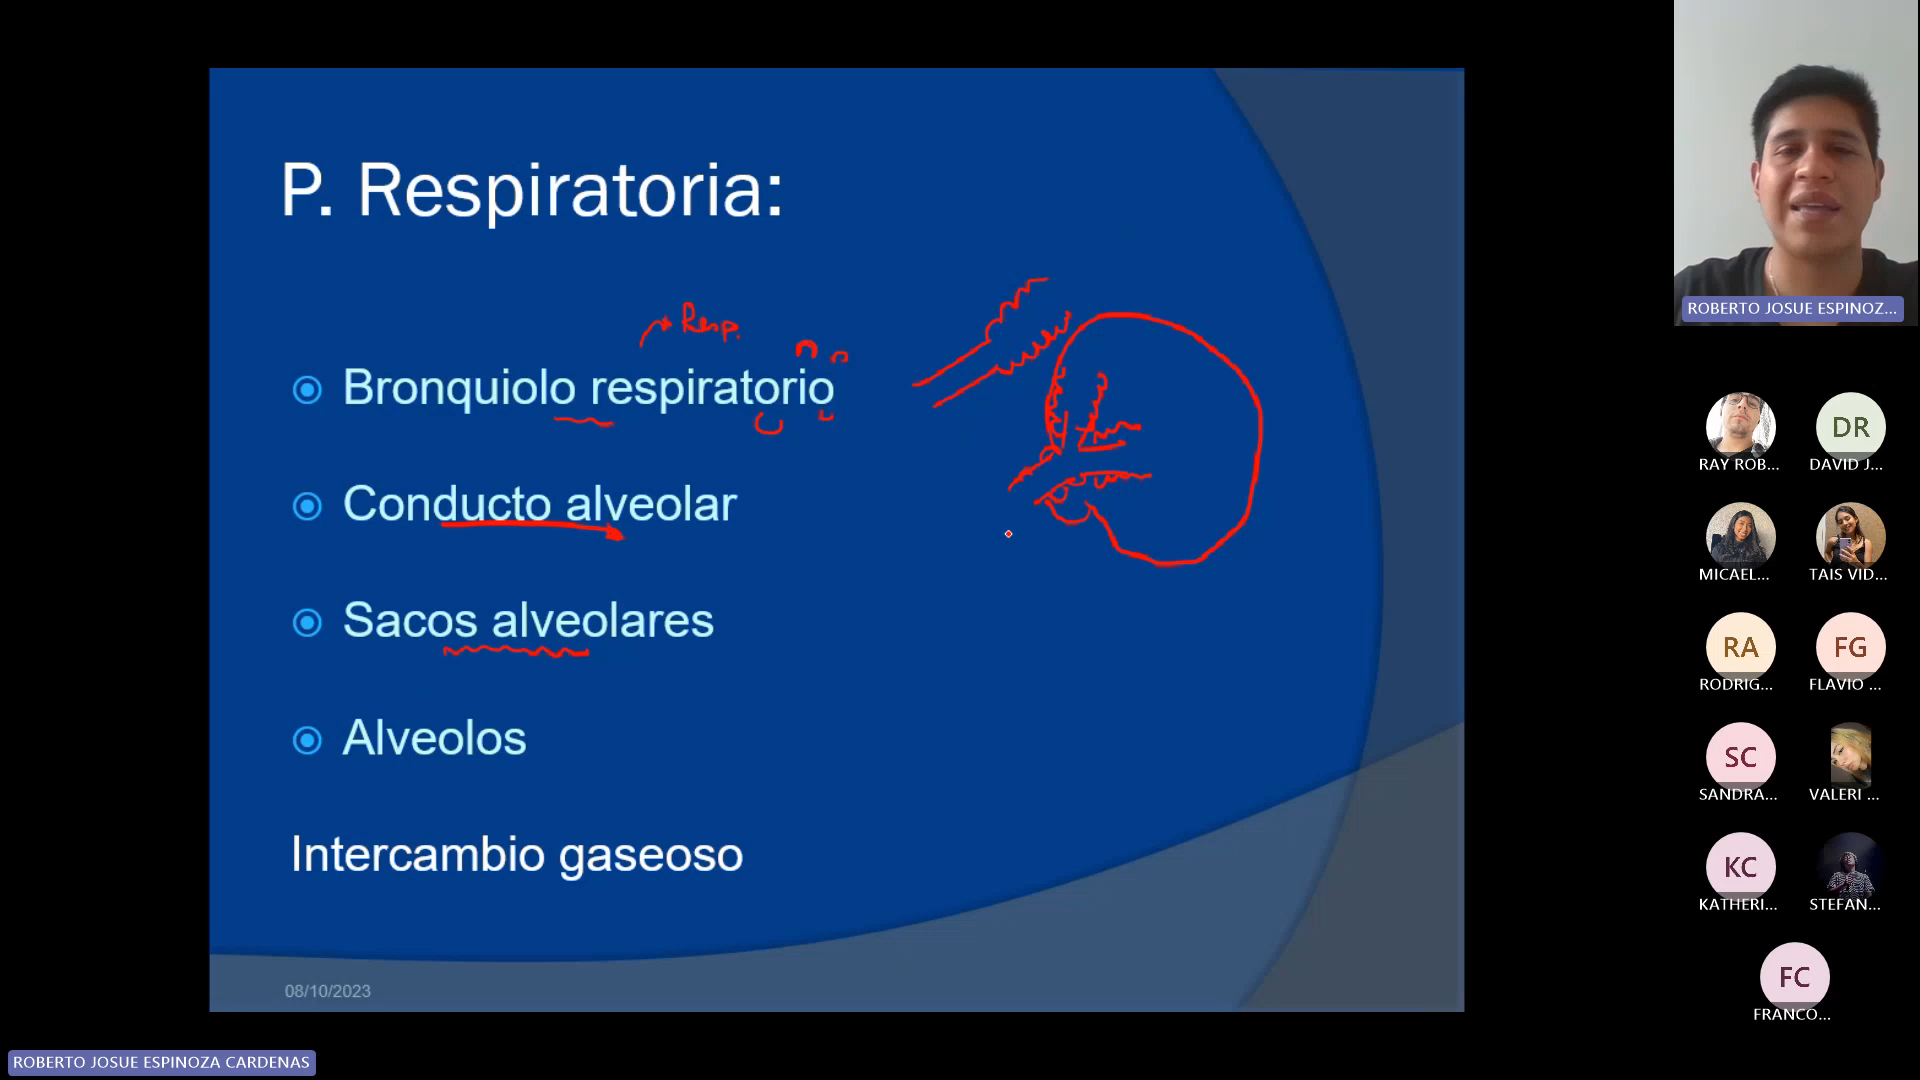 P. Respiratoria:
Resp.
Bronquiolo respiratorio
Conducto alveolar
Sacos alveolares
Alveolos
Intercambio gaseoso
08/10/2023
ROBERTO JOSUE ESPINOZA CARDENAS
ROBERTO JOSUE ESPINOZ...
RAY ROB...
DR
DAVID J...
MICAEL...
TAIS VID...
RA
RODRIG...
FG
FLAVIO ...
SC
SANDRA...
VALERI ...
KC
KATHERI...
STEFAN...
FC
FRANCO...